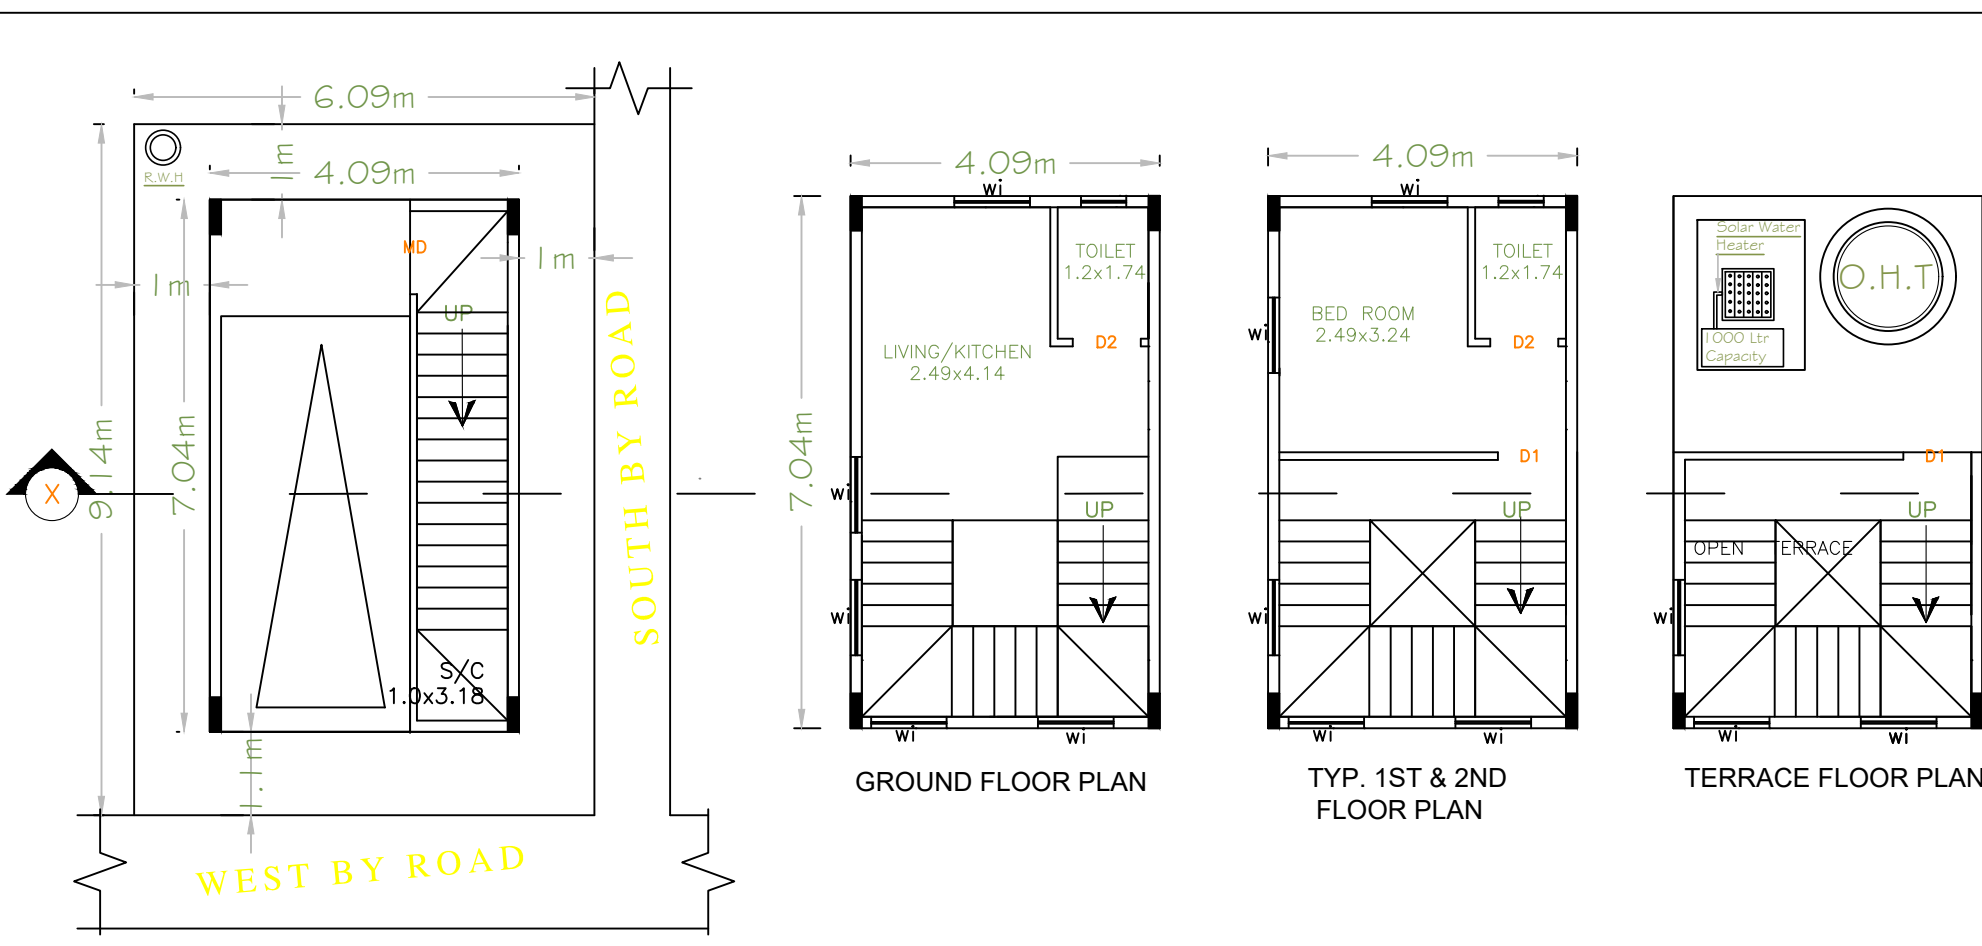 6.09m
R.W.H
1m
4.09m
MD
1m
1m
UP
9.14m
7.04m
X
S/C
1.0x3.18
1.1m
SOUTH BY ROAD
WEST BY ROAD
4.09m
wi
TOILET
1.2x1.74
D2
LIVING/KITCHEN
2.49x4.14
7.04m
wi
UP
wi
wi
wi
GROUND FLOOR PLAN
4.09m
wi
TOILET
1.2x1.74
BED ROOM
2.49x3.24
wi
D2
D1
UP
wi
wi
wi
TYP. 1ST & 2ND
FLOOR PLAN
Solar Water
Heater
O.H.T
1000 Ltr
Capacity
D1
UP
OPEN TERRACE
wi
wi
wi
TERRACE FLOOR PLAN